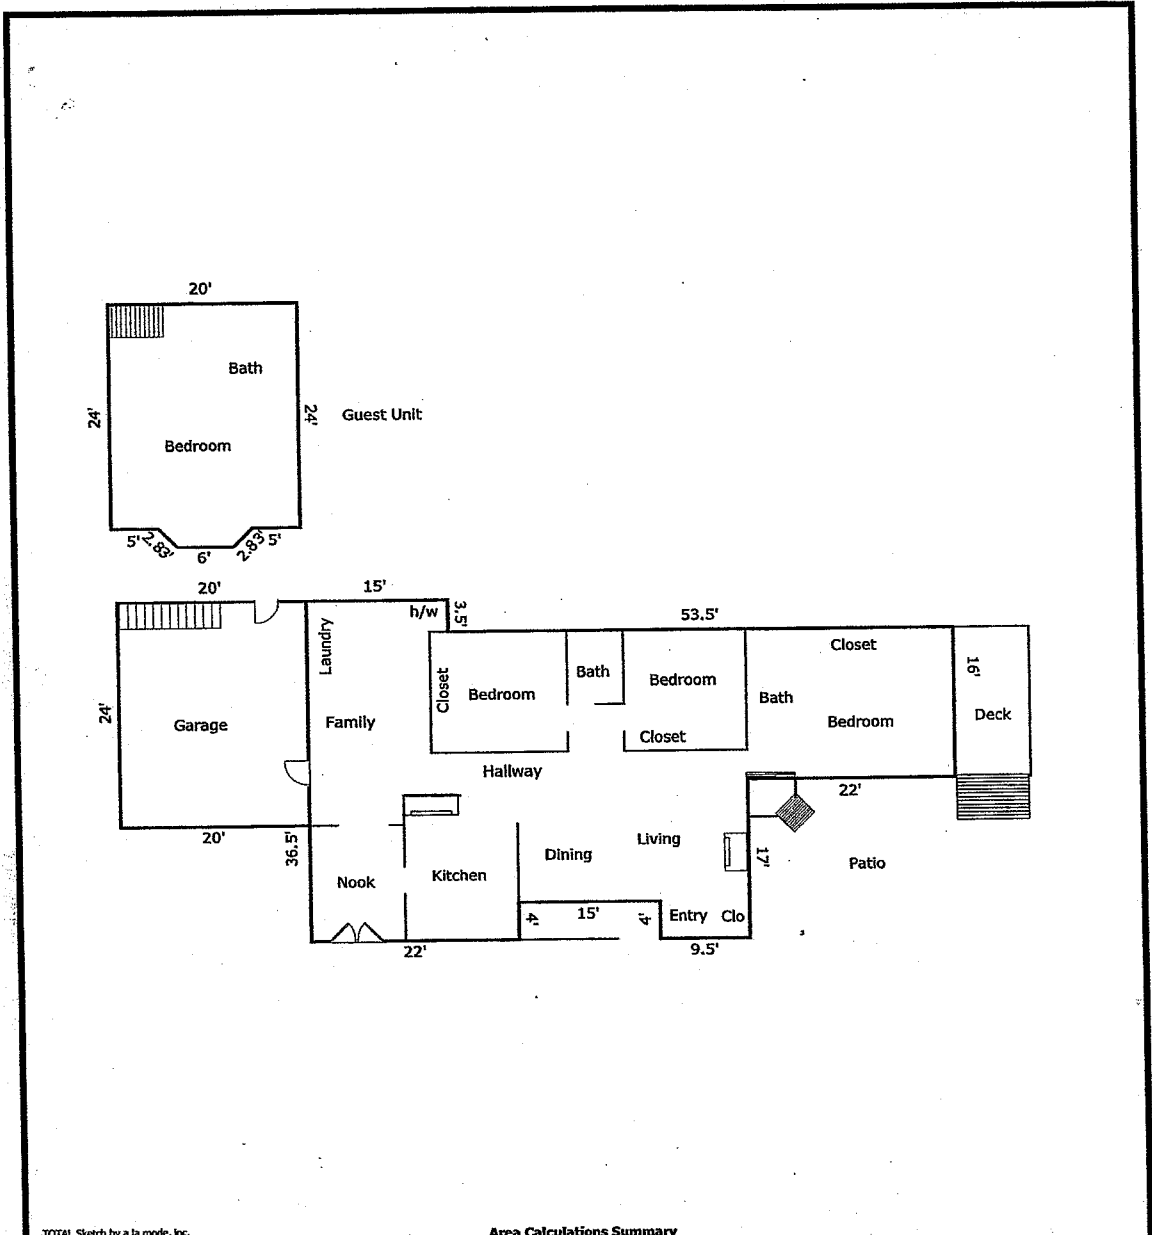 20'
Bath
24'
24'
Guest Unit
Bedroom
5'
2.83'
6'
2.83'
5'
20'
15'
h/w
3.5'
53.5'
Laundry
Closet
Bath
Bedroom
Closet
16'
Bedroom
Bath
24'
Garage
Family
Closet
Bedroom
Deck
Hallway
22'
20'
36.5'
Living
Dining
17'
Patio
Nook
Kitchen
4'
15'
4'
Entry
Clo
22'
9.5'
TOTAL Sketch by a la mode, inc.
Area Calculations Summary